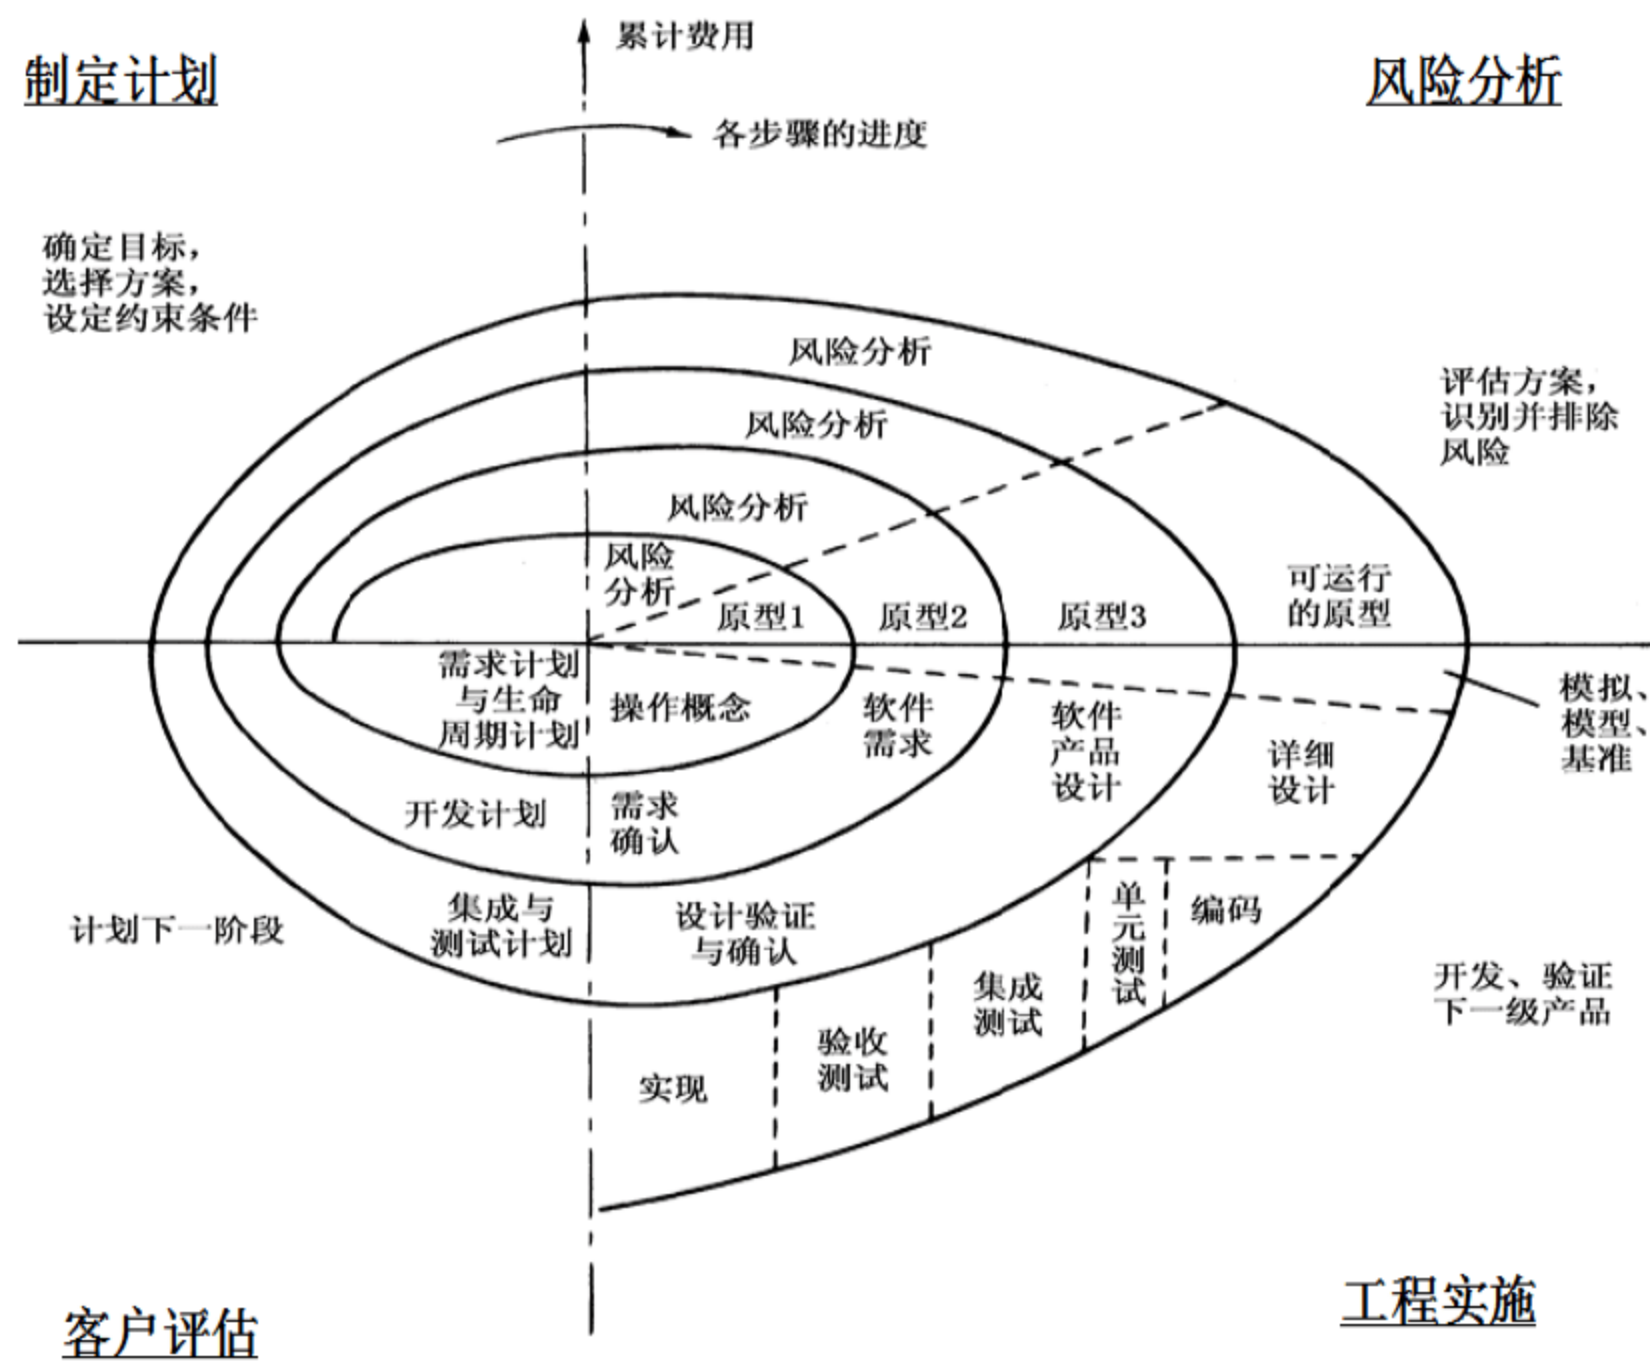 累计费用
制定计划
风险分析
各步骤的进度
确定目标，
选择方案，
设定约束条件
风险分析
评估方案，
识别并排除
风险
风险分析
风险分析
风险
分析
原型1
原型2
原型3
可运行
的原型
需求计划
与生命
周期计划
操作概念
软件
需求
软件
产品
设计
详细
设计
模拟、
模型、
基准
开发计划
需求
确认
计划下一阶段
集成与
测试计划
设计验证
与确认
单
元
测
试
编码
集成
测试
验收
测试
实现
开发、验证
下一级产品
客户评估
工程实施